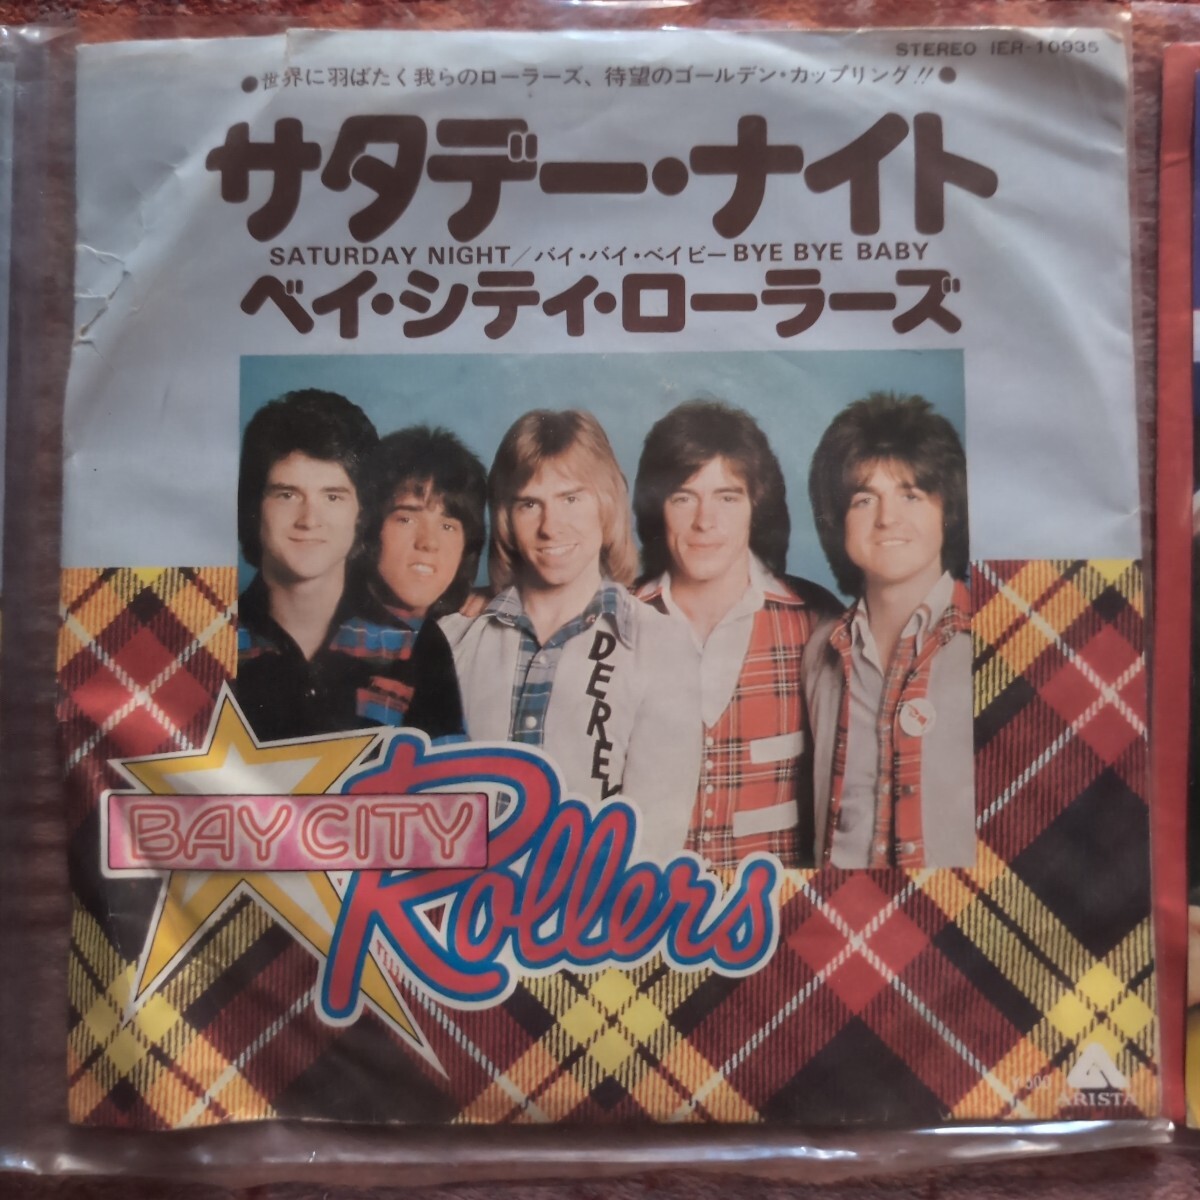 STEREO IER-10935
●世界に羽ばたく我らのローラーズ、待望のゴールデン・カップリング!!●
サタデー・ナイト
SATURDAY NIGHT/バイ・バイ・ベイビー BYE BYE BABY
ベイ・シティ・ローラーズ
DEREK
BAY CITY
Rollers
ARISTA